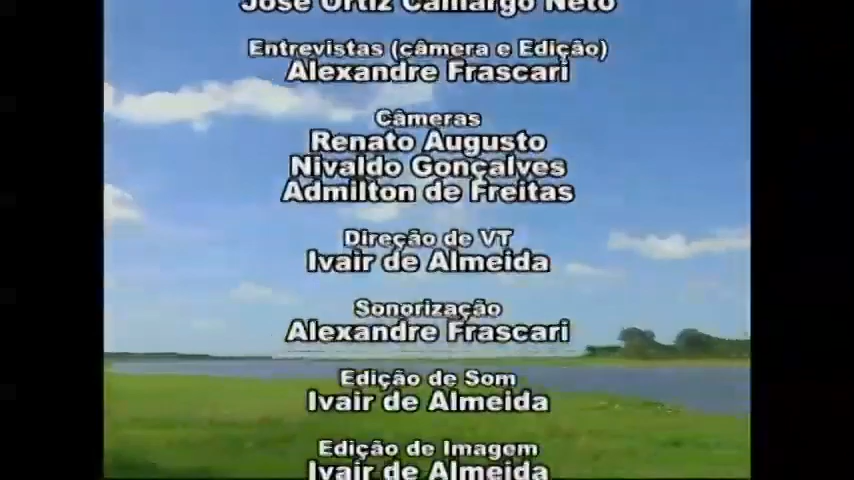 José Ortiz Camargo Neto
Entrevistas (câmera e Edição)
Alexandre Frascari
Câmeras
Renato Augusto
Nivaldo Gonçalves
Admilton de Freitas
Direção de VT
Ivair de Almeida
Sonorização
Alexandre Frascari
Edição de Som
Ivair de Almeida
Edição de Imagem
Ivair de Almeida